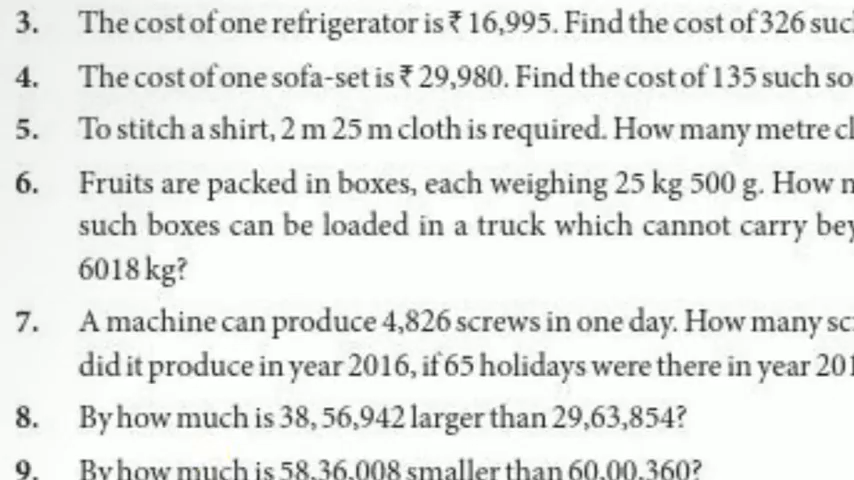 3. The cost of one refrigerator is ₹ 16,995. Find the cost of 326
4. The cost of one sofa-set is ₹ 29,980. Find the cost of 135 such
5. To stitch a shirt, 2 m 25 m cloth is required. How many metre
6. Fruits are packed in boxes, each weighing 25 kg 500 g. How
such boxes can be loaded in a truck which cannot carry
6018 kg?
7. A machine can produce 4,826 screws in one day. How many
did it produce in year 2016, if 65 holidays were there in year
8. By how much is 38, 56,942 larger than 29,63,854?
9. By how much is 58,36,008 smaller than 60,00,360?